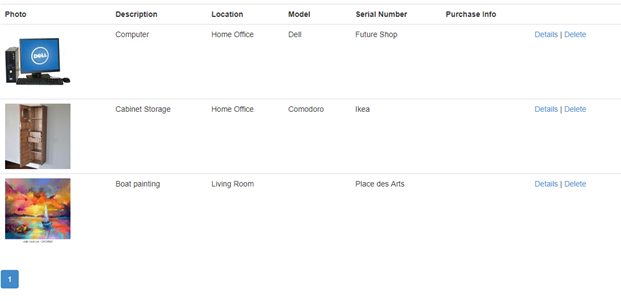 Photo Description Location Model Serial Number Purchase Info
Computer Home Office Dell Future Shop Details | Delete
DELL
Cabinet Storage Home Office Comodoro Ikea Details | Delete
Boat painting Living Room Place des Arts Details | Delete
1